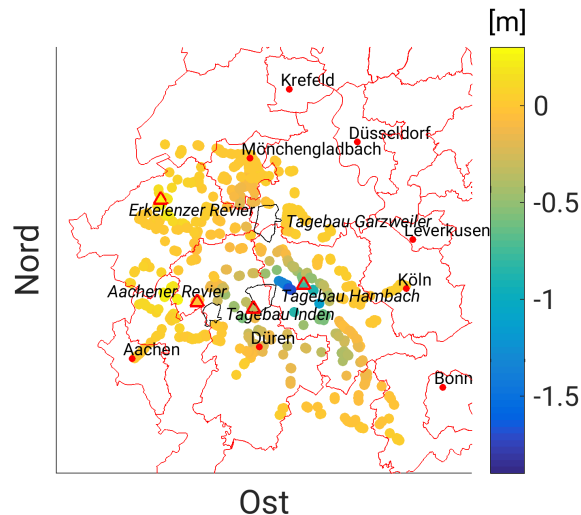 [m]
Krefeld
0
Düsseldorf
Mönchengladbach
Erkelenzer Revier
Tagebau Garzweiler
-0.5
Leverkusen
Nord
Aachener Revier
Köln
Tagebau Hambach
-1
Tagebau Inden
Düren
Aachen
Bonn
-1.5
Ost